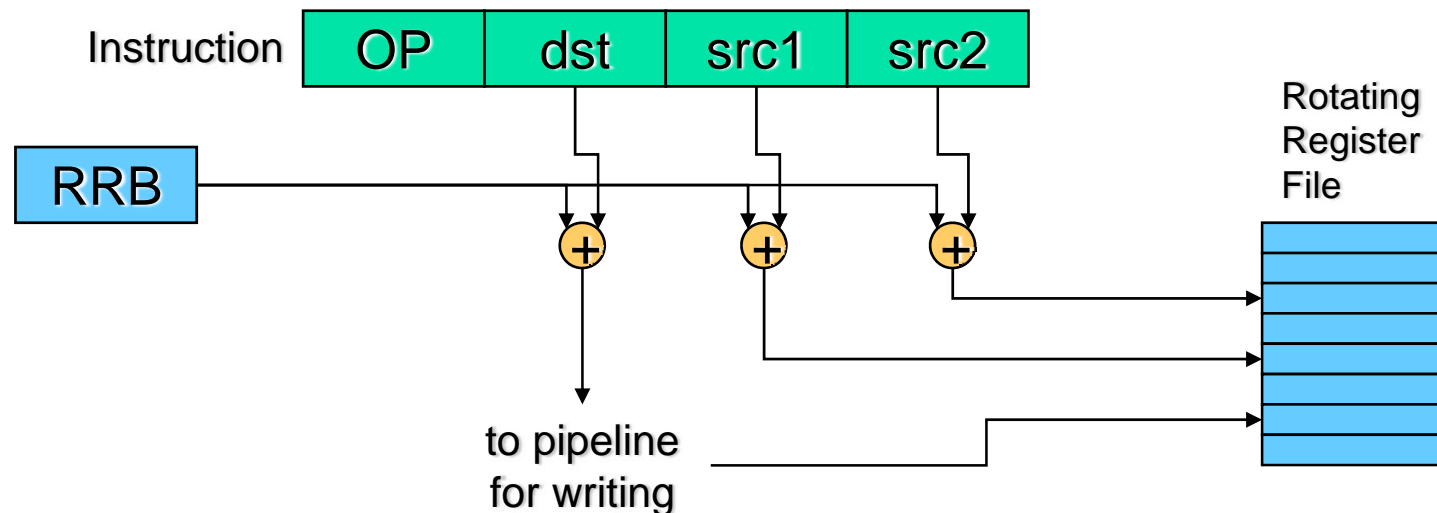 Instruction
OP
dst
src1
src2
RRB
Rotating
Register
File
+
+
+
to pipeline
for writing